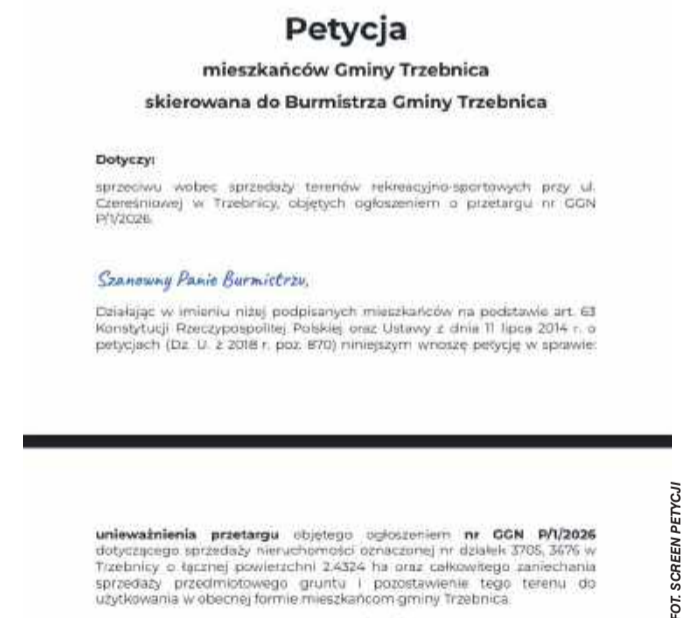 Petycja
mieszkańców Gminy Trzebnica
skierowana do Burmistrza Gminy Trzebnica
Dotyczy:
sprzeciwu wobec sprzedaży terenów rekreacyjno-sportowych przy ul.
Czereśniowej w Trzebnicy, objętych ogłoszeniem o przetargu nr GGN
P/1/2026.
Szanowny Panie Burmistrzu,
Działając w imieniu niżej podpisanych mieszkańców na podstawie art. 63
Konstytucji Rzeczypospolitej Polskiej oraz Ustawy z dnia 11 lipca 2014 r. o
petycjach (Dz. U. z 2018 r. poz. 870) niniejszym wnoszę petycję w sprawie:
unieważnienia przetargu objętego ogłoszeniem nr GGN P/1/2026
dotyczącego sprzedaży nieruchomości oznaczonej nr działek 3705, 3676 w
Trzebnicy o łącznej powierzchni 2,4324 ha oraz całkowitego zaniechania
sprzedaży przedmiotowego gruntu i pozostawienie tego terenu do
użytkowania w obecnej formie mieszkańcom gminy Trzebnica.
FOT. SCREEN PETYCJI